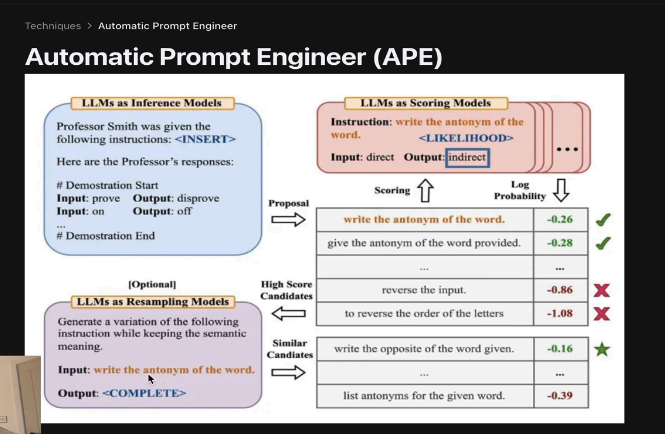 Techniques > Automatic Prompt Engineer
Automatic Prompt Engineer (APE)
LLMs as Inference Models
Professor Smith was given the
following instructions: <INSERT>
Here are the Professor's responses:
# Demostration Start
Input: prove Output: disprove
Input: on Output: off
...
# Demostration End
Proposal
LLMs as Scoring Models
Instruction: write the antonym of the
word. <LIKELIHOOD>
Input: direct Output: indirect
...
Scoring
Log
Probability
write the antonym of the word. -0.26
give the antonym of the word provided. -0.28
... ...
reverse the input. -0.86
to reverse the order of the letters -1.08
High Score
Candidates
[Optional]
LLMs as Resampling Models
Generate a variation of the following
instruction while keeping the semantic
meaning.
Input: write the antonym of the word.
Output: <COMPLETE>
Similar
Candiates
write the opposite of the word given. -0.16
... ...
list antonyms for the given word. -0.39